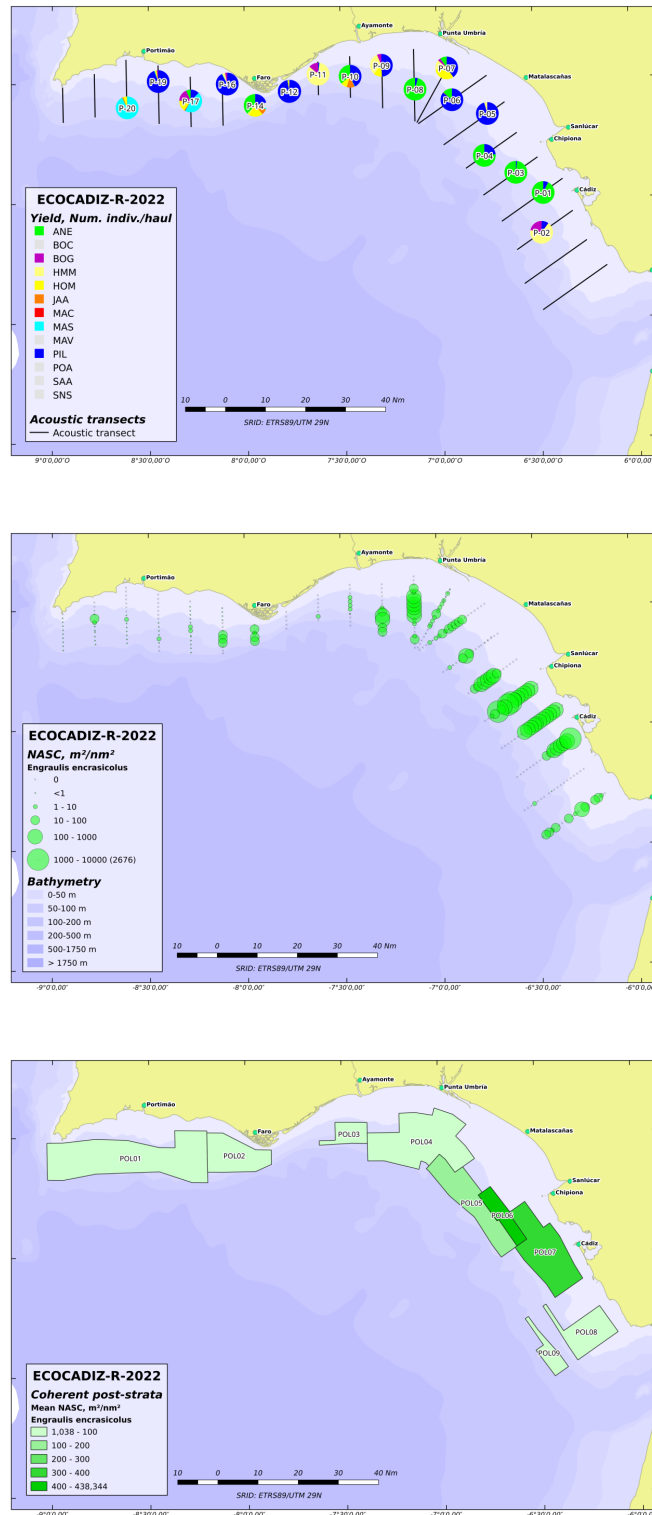 Ayamonte
Punta Umbría
Portimão
Faro
Matalascañas
Sanlúcar
Chipiona
Cádiz
P-20
P-19
P-17
P-16
P-14
P-12
P-11
P-10
P-09
P-08
P-07
P-06
P-05
P-04
P-03
P-01
P-02
ECOCADIZ-R-2022
Yield, Num. indiv./haul
ANE
BOC
BOG
HMM
HOM
JAA
MAC
MAS
MAV
PIL
POA
SAA
SNS
Acoustic transects
Acoustic transect
10 0 10 20 30 40 Nm
SRID: ETRS89/UTM 29N
9°0'0,00"O 8°30'0,00"O 8°0'0,00"O 7°30'0,00"O 7°0'0,00"O 6°30'0,00"O
Ayamonte
Punta Umbría
Portimão
Faro
Matalascañas
Sanlúcar
Chipiona
Cádiz
ECOCADIZ-R-2022
NASC, m²/nm²
Engraulis encrasicolus
0
<1
1 - 10
10 - 100
100 - 1000
1000 - 10000 (2676)
Bathymetry
0-50 m
50-100 m
100-200 m
200-500 m
500-1750 m
> 1750 m
10 0 10 20 30 40 Nm
SRID: ETRS89/UTM 29N
-9°0'0,00″ -8°30'0,00″ -8°0'0,00″ -7°30'0,00″ -7°0'0,00″ -6°30'0,00″
Ayamonte
Punta Umbría
Portimão
Faro
Matalascañas
Sanlúcar
Chipiona
Cádiz
POL01
POL02
POL03
POL04
POL05
POL06
POL07
POL08
POL09
ECOCADIZ-R-2022
Coherent post-strata
Mean NASC, m²/nm²
Engraulis encrasicolus
1,038 - 100
100 - 200
200 - 300
300 - 400
400 - 438,344
10 0 10 20 30 40 Nm
SRID: ETRS89/UTM 29N